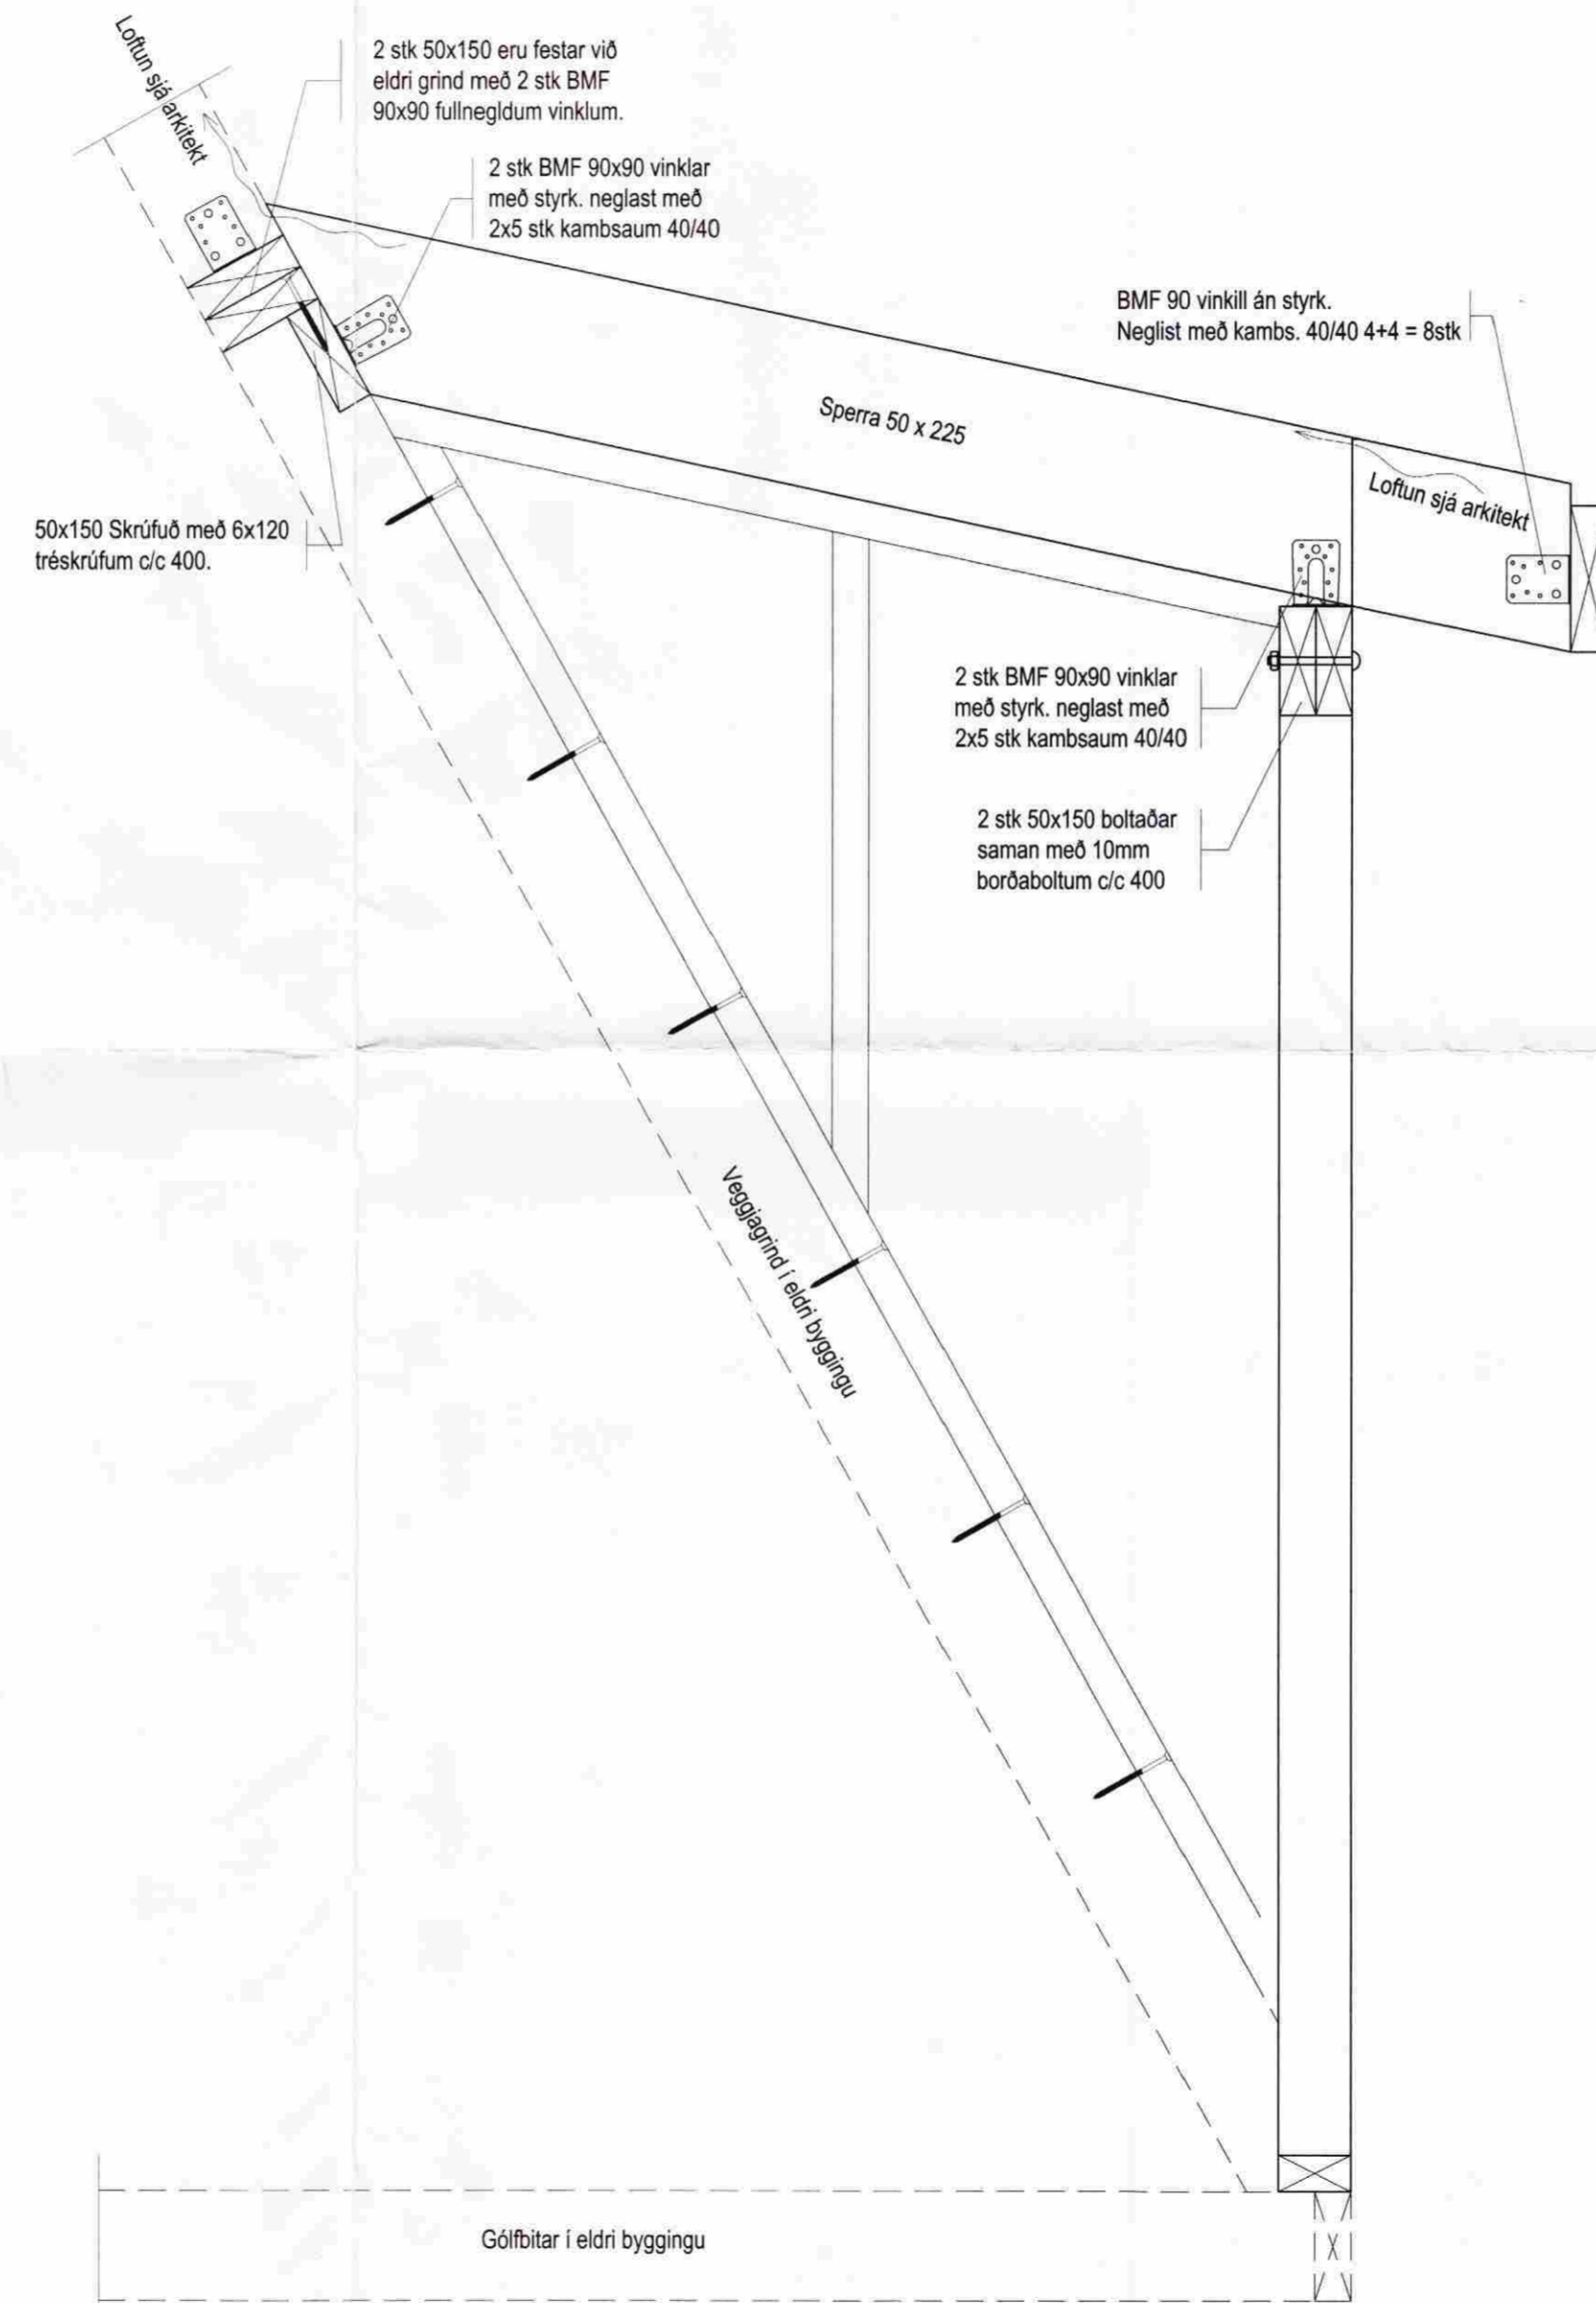 Loftun sjá arkitekt
2 stk 50x150 eru festar við
eldri grind með 2 stk BMF
90x90 fullnegldum vinklum.
2 stk BMF 90x90 vinklar
með styrk. neglast með
2x5 stk kambsaum 40/40
BMF 90 vinkill án styrk.
Neglist með kambs. 40/40 4+4 = 8stk
Sperra 50 x 225
Loftun sjá arkitekt
50x150 Skrúfuð með 6x120
tréskrúfum c/c 400.
2 stk BMF 90x90 vinklar
með styrk. neglast með
2x5 stk kambsaum 40/40
2 stk 50x150 boltaðar
saman með 10mm
borðaboltum c/c 400
Veggjagrind í eldri byggingu
Gólfbitar í eldri byggingu